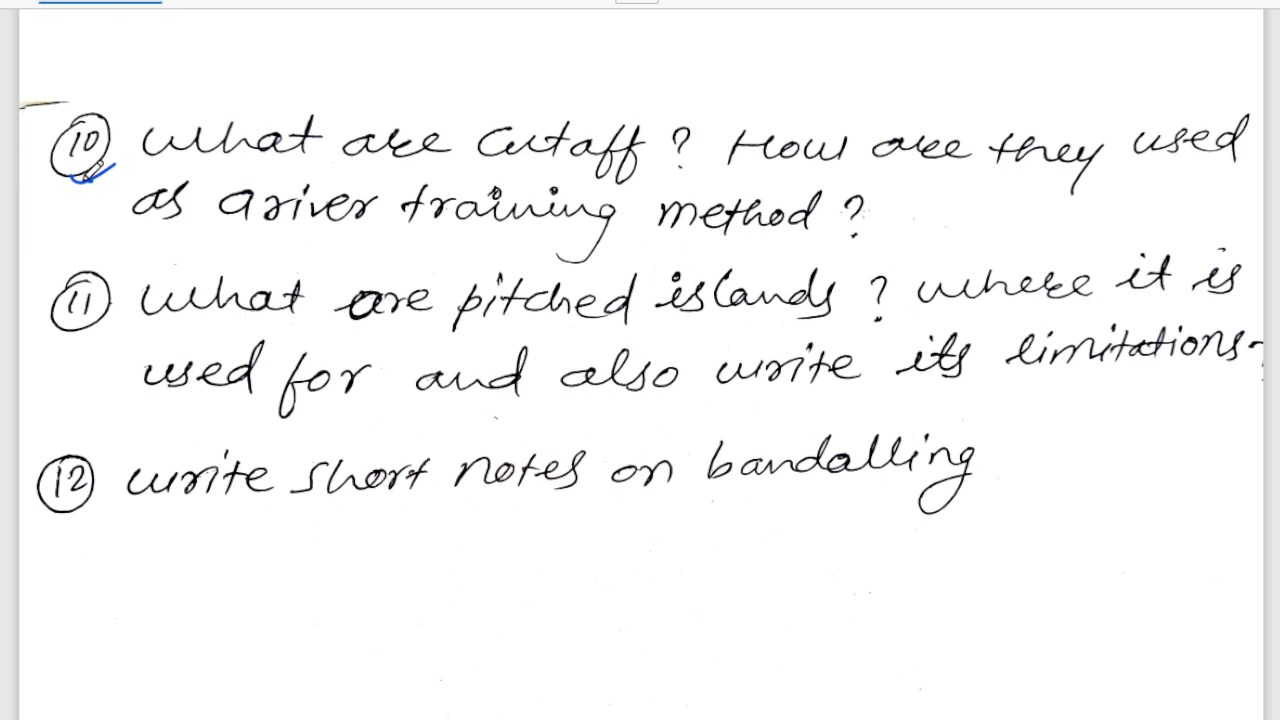 10 What are Cutoff ? How are they used
as a river training method ?
11 What are pitched islands ? where it is
used for and also write its limitations.
12 write short notes on bandalling